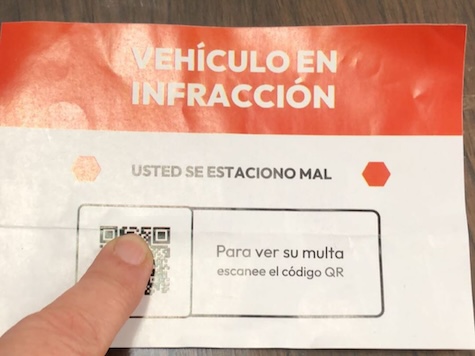 VEHÍCULO EN
INFRACCIÓN
USTED SE ESTACIONO MAL
Para ver su multa
escanee el código QR